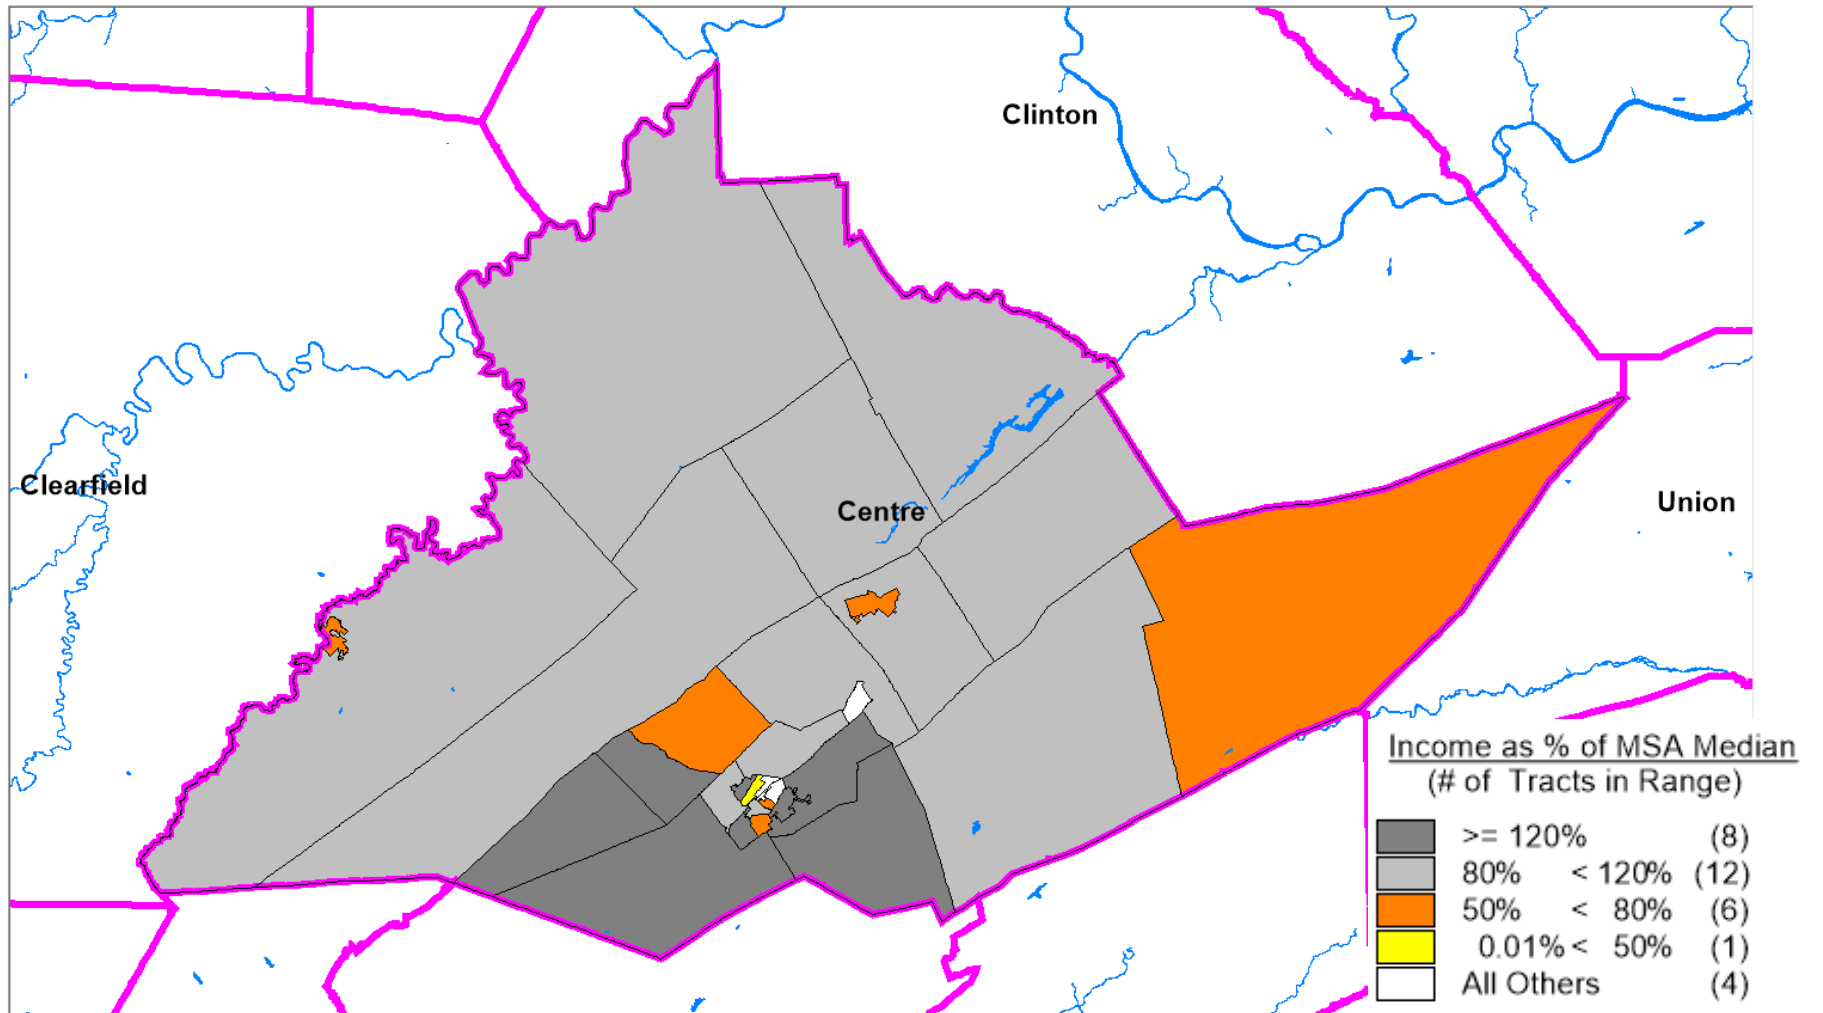 Clinton
Clearfield
Centre
Union
Income as % of MSA Median
(# of Tracts in Range)
>= 120% (8)
80% < 120% (12)
50% < 80% (6)
0.01% < 50% (1)
All Others (4)